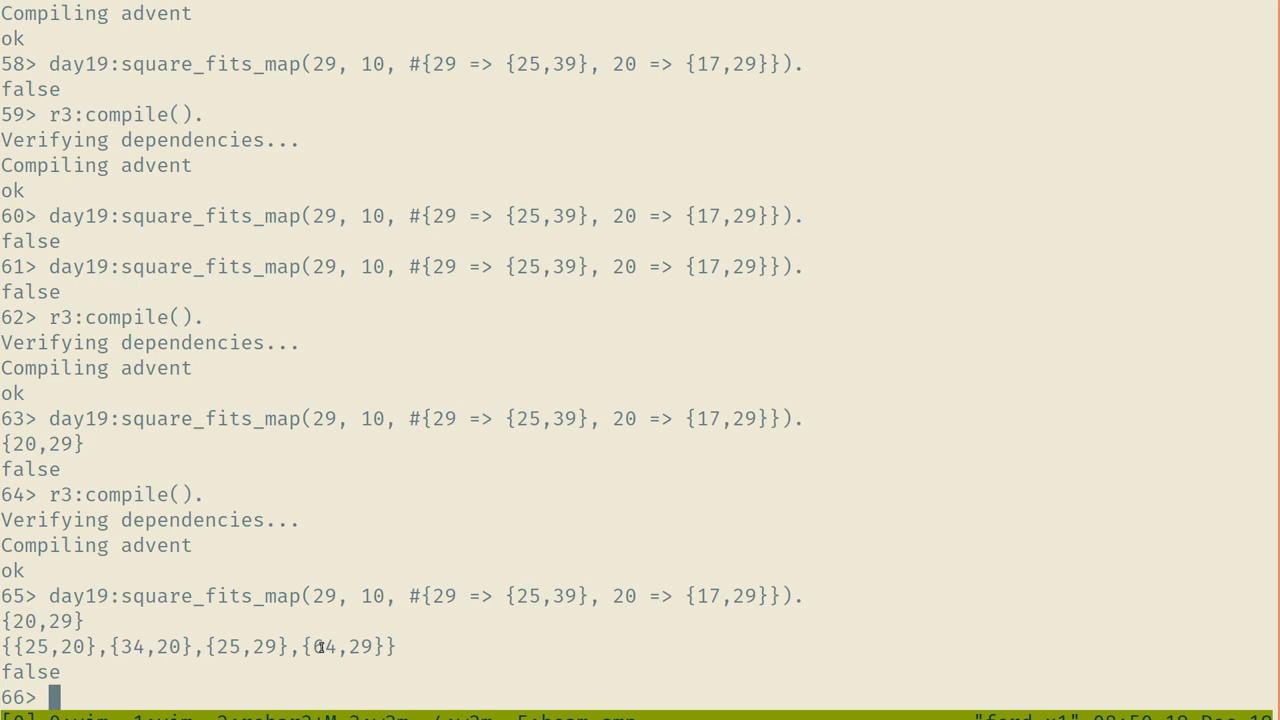 Compiling advent
ok
58> day19:square_fits_map(29, 10, #{29 => {25,39}, 20 => {17,29}}).
false
59> r3:compile().
Verifying dependencies...
Compiling advent
ok
60> day19:square_fits_map(29, 10, #{29 => {25,39}, 20 => {17,29}}).
false
61> day19:square_fits_map(29, 10, #{29 => {25,39}, 20 => {17,29}}).
false
62> r3:compile().
Verifying dependencies...
Compiling advent
ok
63> day19:square_fits_map(29, 10, #{29 => {25,39}, 20 => {17,29}}).
{20,29}
false
64> r3:compile().
Verifying dependencies...
Compiling advent
ok
65> day19:square_fits_map(29, 10, #{29 => {25,39}, 20 => {17,29}}).
{20,29}
{{25,20},{34,20},{25,29},{34,29}}
false
66>